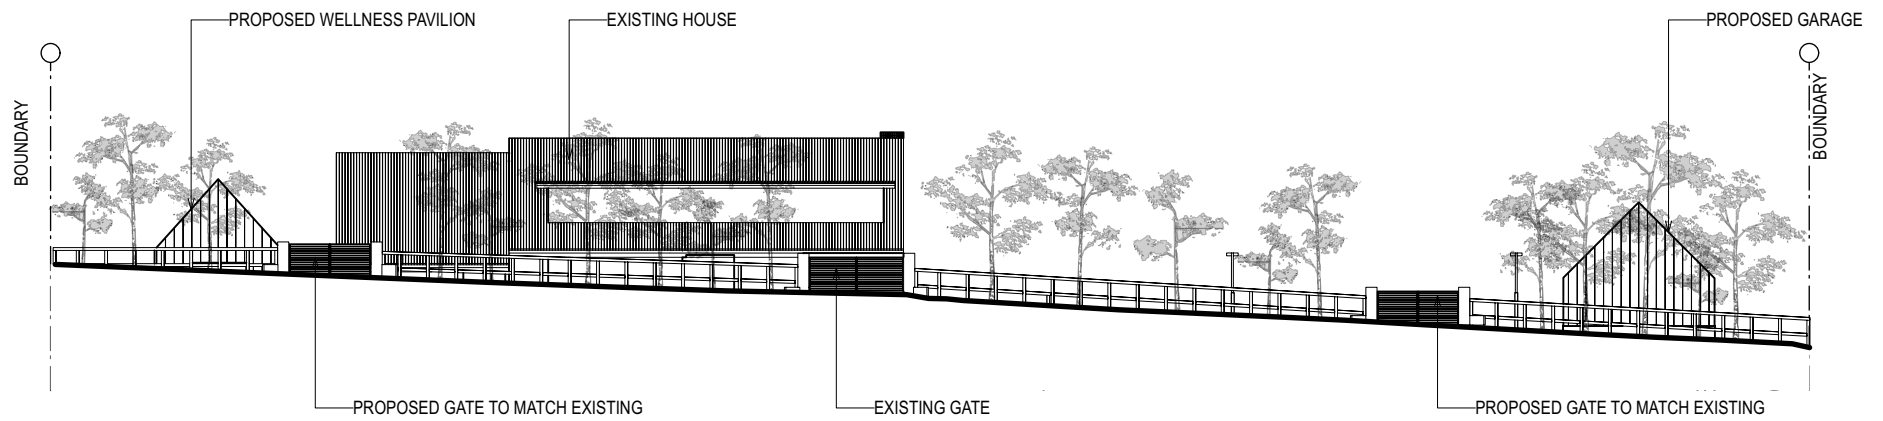 PROPOSED WELLNESS PAVILION
EXISTING HOUSE
PROPOSED GARAGE
BOUNDARY
BOUNDARY
PROPOSED GATE TO MATCH EXISTING
EXISTING GATE
PROPOSED GATE TO MATCH EXISTING